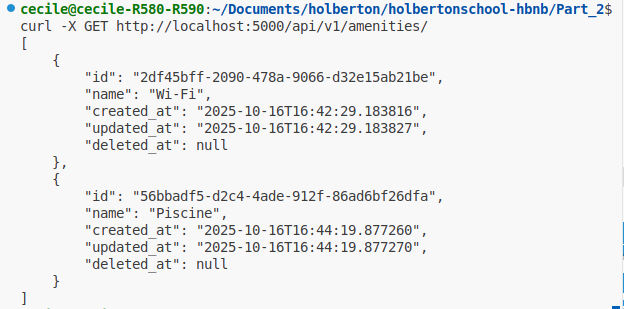 cecile@cecile-R580-R590:~/Documents/holberton/holbertonschool-hbnb/Part_2$
curl -X GET http://localhost:5000/api/v1/amenities/
[
    {
        "id": "2df45bff-2090-478a-9066-d32e15ab21be",
        "name": "Wi-Fi",
        "created_at": "2025-10-16T16:42:29.183816",
        "updated_at": "2025-10-16T16:42:29.183827",
        "deleted_at": null
    },
    {
        "id": "56bbadf5-d2c4-4ade-912f-86ad6bf26dfa",
        "name": "Piscine",
        "created_at": "2025-10-16T16:44:19.877260",
        "updated_at": "2025-10-16T16:44:19.877270",
        "deleted_at": null
    }
]